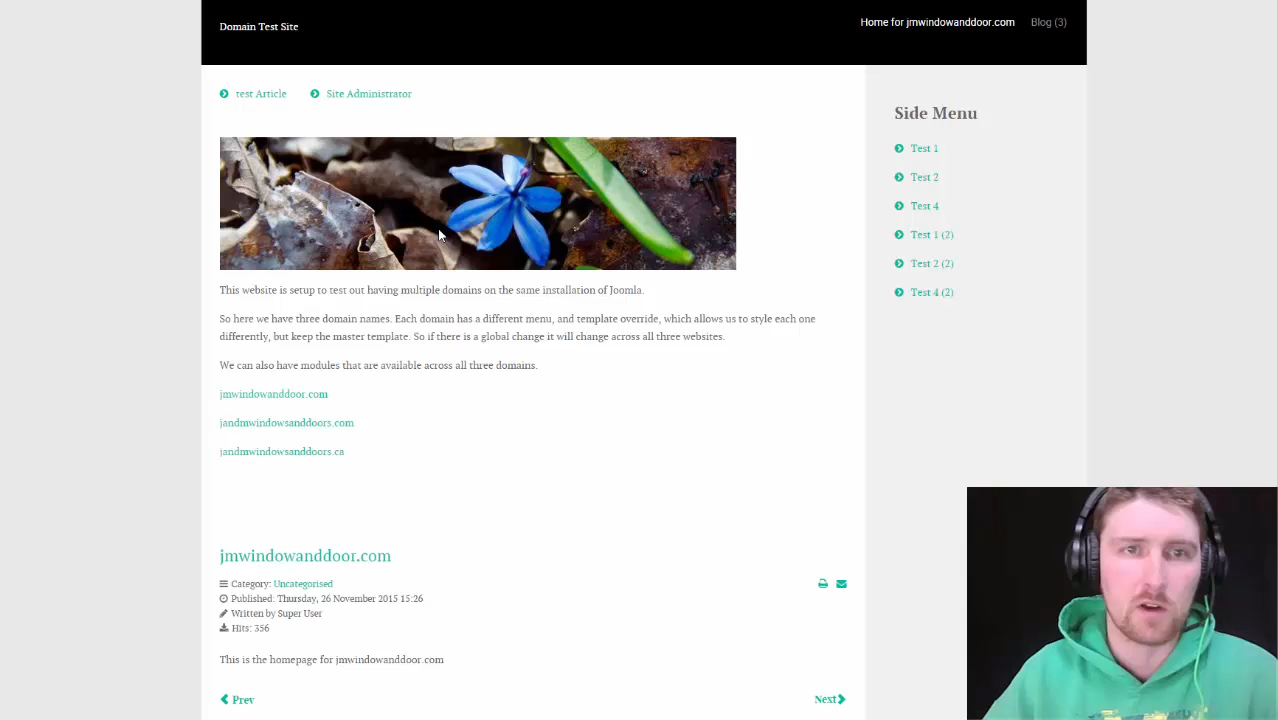 Domain Test Site
Home for jmwindowanddoor.com
Blog (3)
test Article
Site Administrator
Side Menu
Test 1
Test 2
Test 4
Test 1 (2)
Test 2 (2)
Test 4 (2)
This website is setup to test out having multiple domains on the same installation of Joomla.
So here we have three domain names. Each domain has a different menu, and template override, which allows us to style each one
differently, but keep the master template. So if there is a global change it will change across all three websites.
We can also have modules that are available across all three domains.
jmwindowanddoor.com
jandmwindowsanddoors.com
jandmwindowsanddoors.ca
jmwindowanddoor.com
Category: Uncategorised
Published: Thursday, 26 November 2015 15:26
Written by Super User
Hits: 356
This is the homepage for jmwindowanddoor.com
Prev
Next